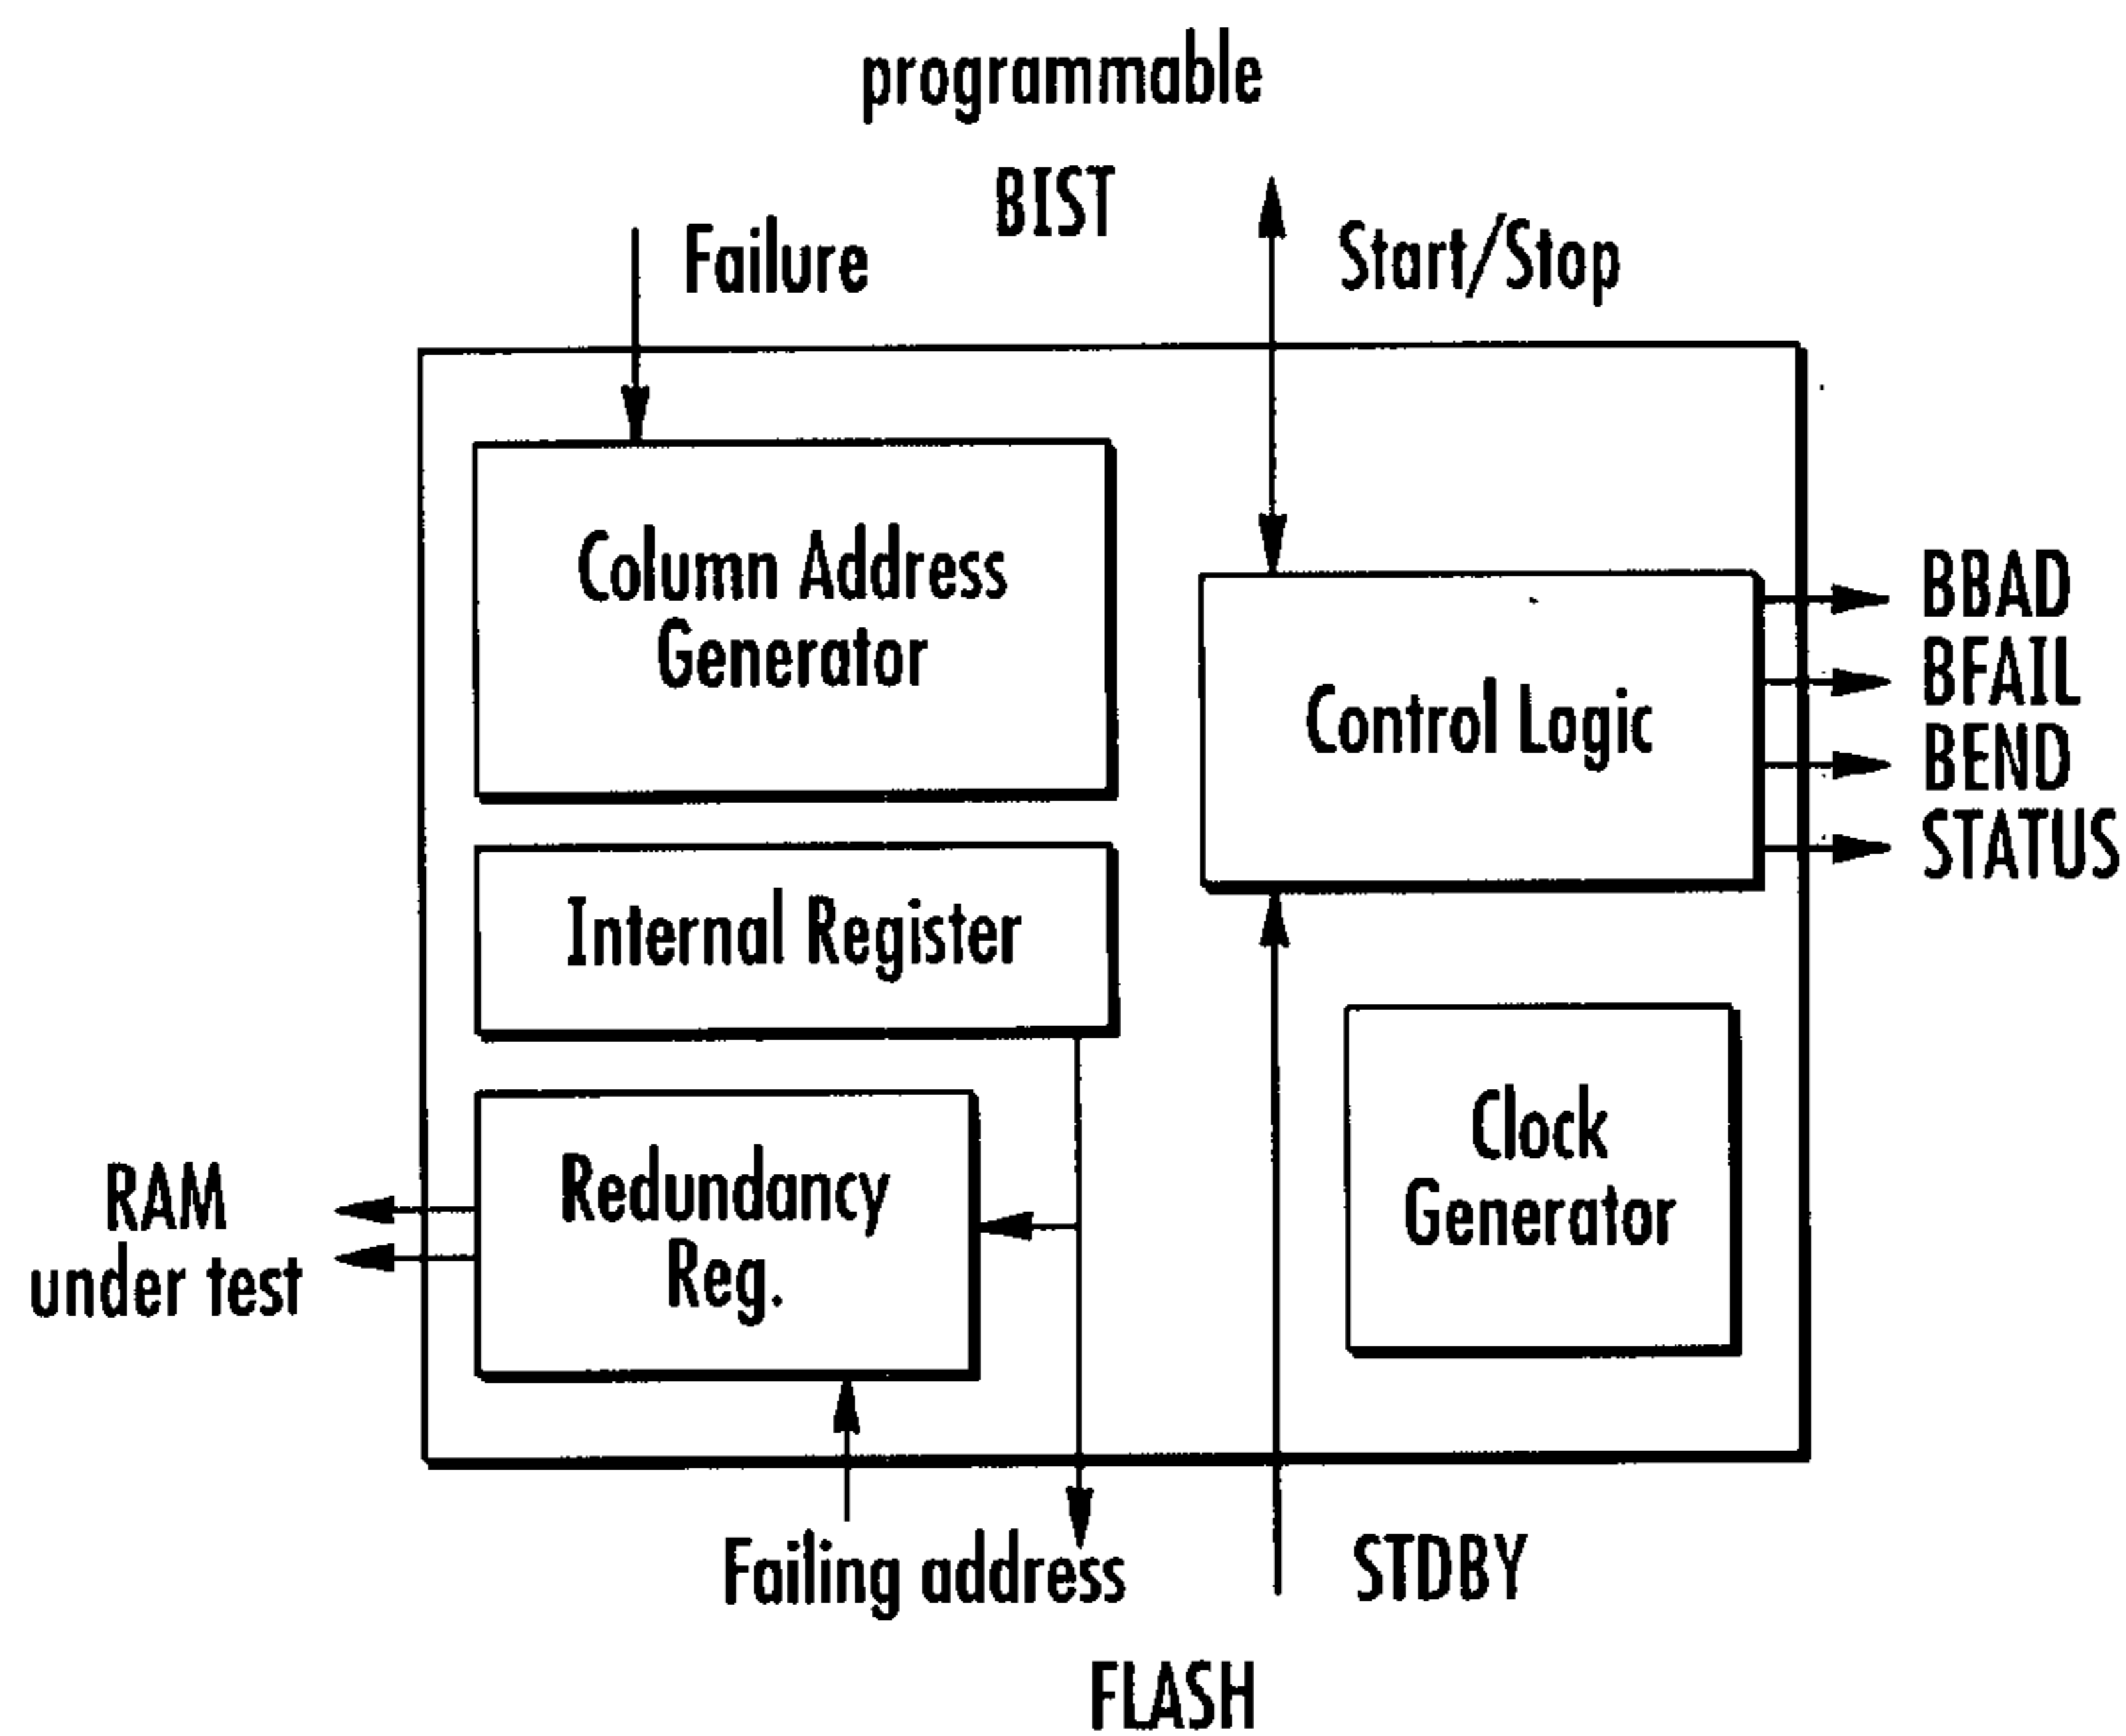 programmable
BIST
Failure
Start/Stop
Column Address
Generator
Control Logic
BBAD
BFAIL
BEND
STATUS
Internal Register
Redundancy
Reg.
Clock
Generator
RAM
under test
Failing address
STDBY
FLASH